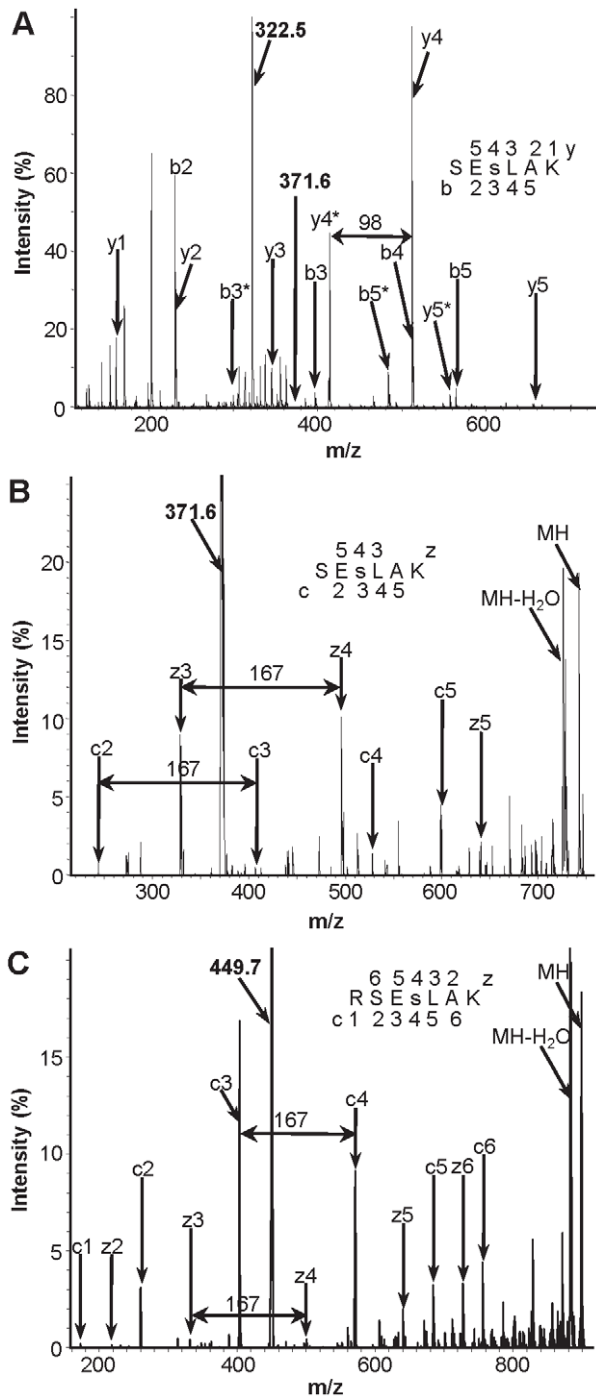 A
322.5
y4
80
5 4 3 2 1 y
S E s L A K
b 2 3 4 5
60
b2
371.6
y4*
98
40
y1
y2
b3*
y3
b3
b4
b5*
y5*
b5
y5
20
0
Intensity (%)
200 400 600
m/z
B
371.6
5 4 3 z
S E s L A K
c 2 3 4 5
MH
MH-H2O
20
15
z3
167
z4
c5
z5
10
c2
167
c3
c4
5
0
Intensity (%)
300 400 500 600 700
m/z
C
449.7
6 5 4 3 2 z
R S E s L A K
c 1 2 3 4 5 6
MH
MH-H2O
15
c3
167
c4
10
c2
c5
z6
c6
c1
z2
z3
167
z4
z5
5
0
Intensity (%)
200 400 600 800
m/z